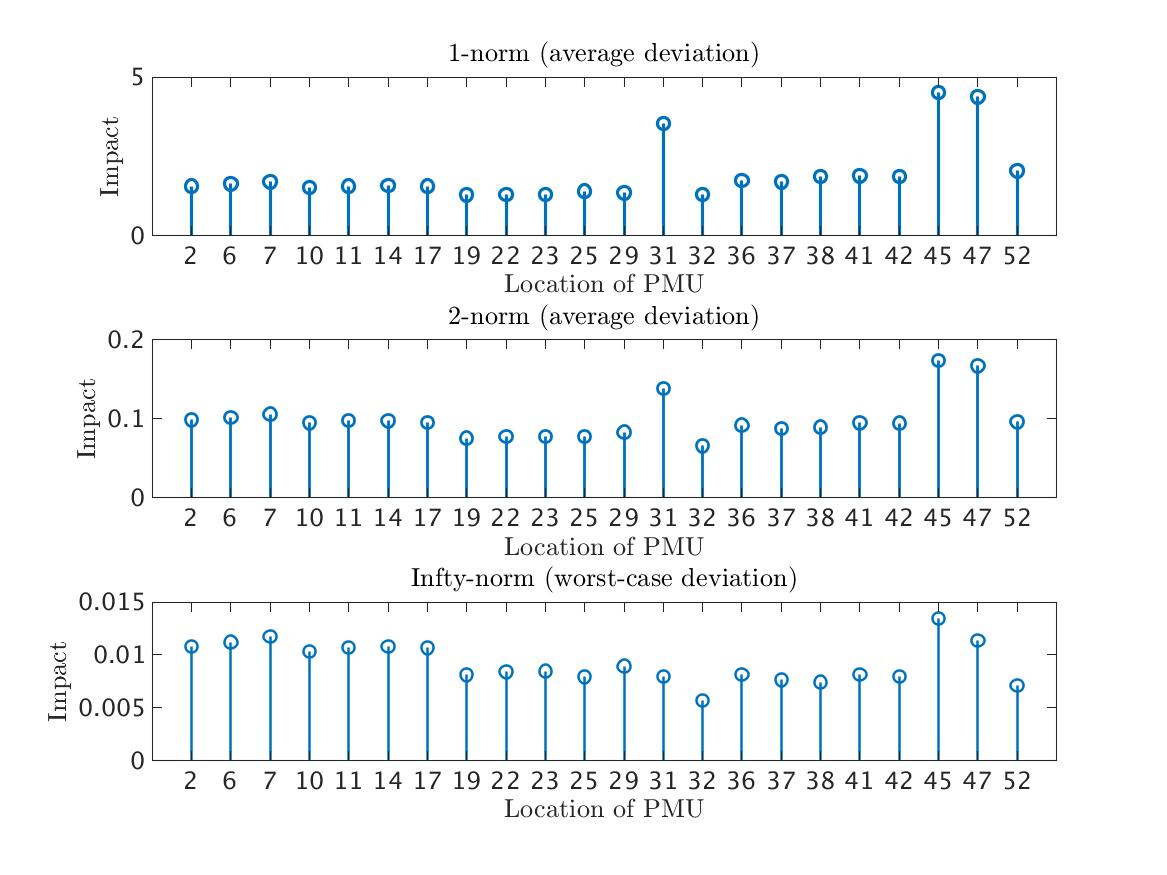 1-norm (average deviation)
5
Impact
0
2 6 7 10 11 14 17 19 22 23 25 29 31 32 36 37 38 41 42 45 47 52
Location of PMU
2-norm (average deviation)
0.2
0.1
Impact
0
2 6 7 10 11 14 17 19 22 23 25 29 31 32 36 37 38 41 42 45 47 52
Location of PMU
Infty-norm (worst-case deviation)
0.015
0.01
Impact
0.005
0
2 6 7 10 11 14 17 19 22 23 25 29 31 32 36 37 38 41 42 45 47 52
Location of PMU